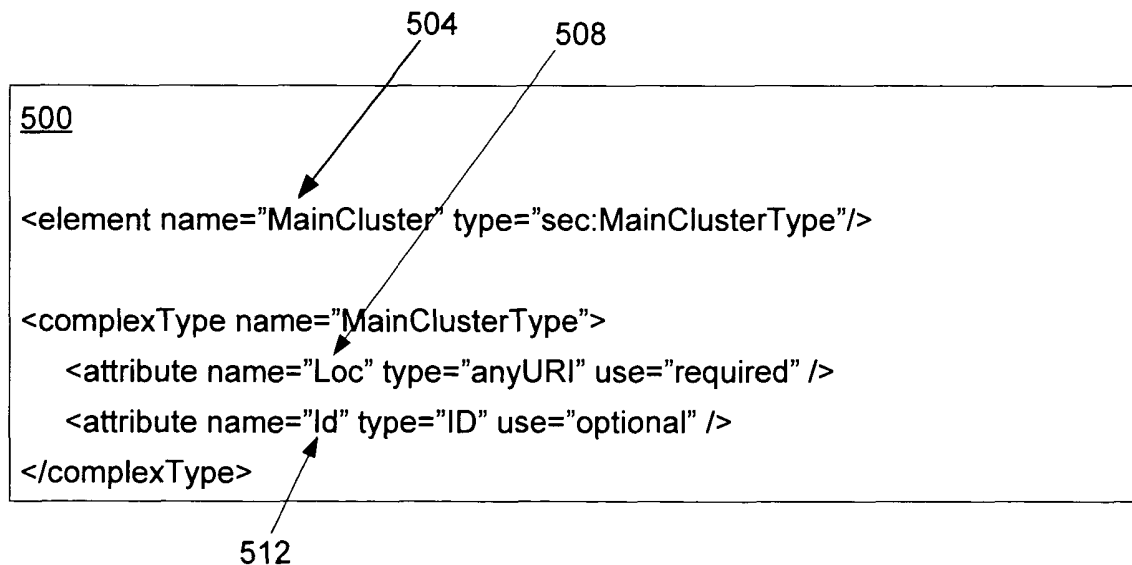 504
508
500
<element name=”MainCluster” type=”sec:MainClusterType”/>
<complexType name=”MainClusterType”>
<attribute name=”Loc” type=”anyURI” use=”required” />
<attribute name=”Id” type=”ID” use=”optional” />
</complexType>
512